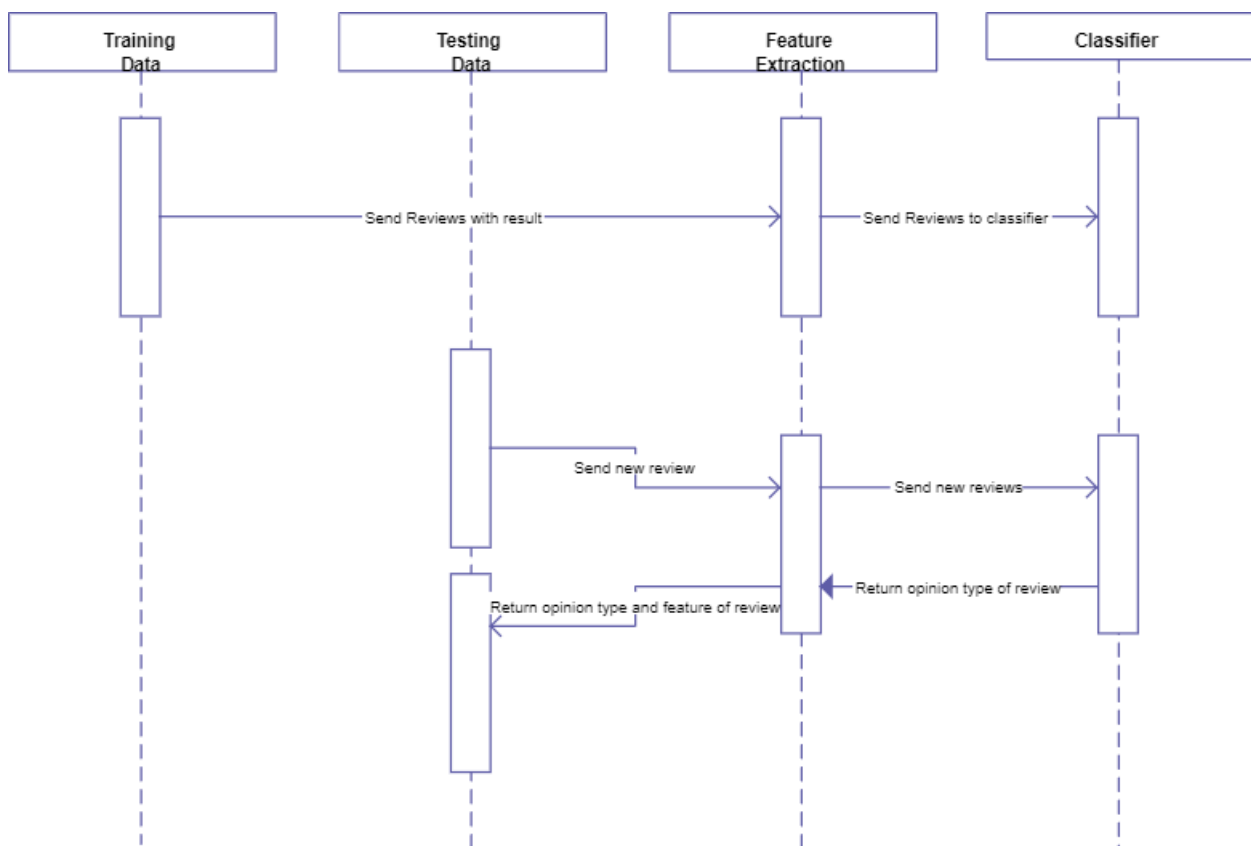 Training
Data
Testing
Data
Feature
Extraction
Classifier
Send Reviews with result
Send Reviews to classifier
Send new review
Send new reviews
Return opinion type of review
Return opinion type and feature of review